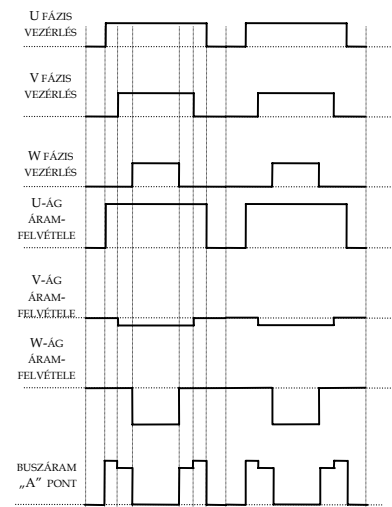 U FÁZIS
VEZÉRLÉS
V FÁZIS
VEZÉRLÉS
W FÁZIS
VEZÉRLÉS
U-ÁG
ÁRAM-
FELVÉTELE
V-ÁG
ÁRAM-
FELVÉTELE
W-ÁG
ÁRAM-
FELVÉTELE
BUSZÁRAM
„A” PONT